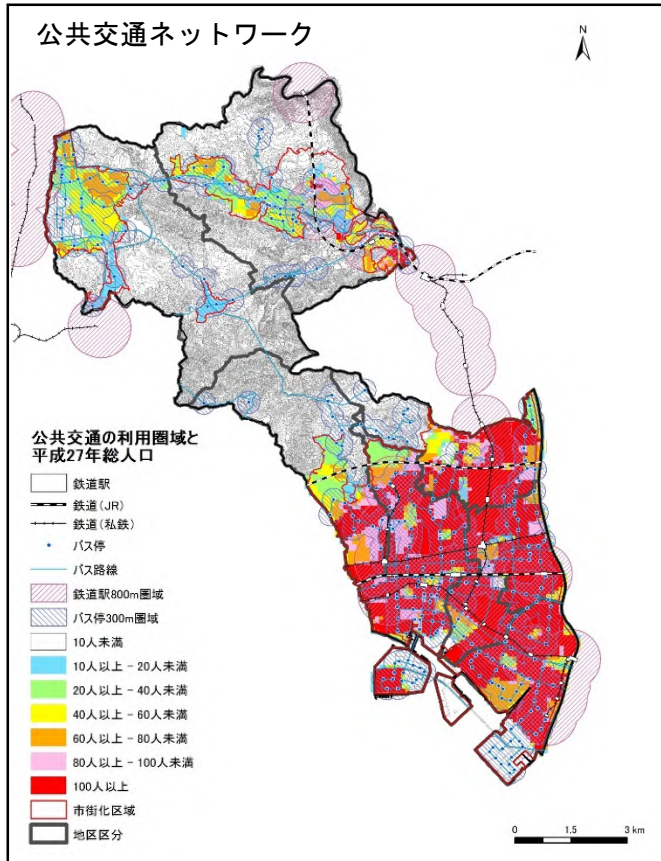 公共交通ネットワーク
N
公共交通の利用圏域と
平成27年総人口
鉄道駅
鉄道(JR)
鉄道(私鉄)
バス停
バス路線
鉄道駅800m圏域
バス停300m圏域
10人未満
10人以上 - 20人未満
20人以上 - 40人未満
40人以上 - 60人未満
60人以上 - 80人未満
80人以上 - 100人未満
100人以上
市街化区域
地区区分
0 1.5 3 km